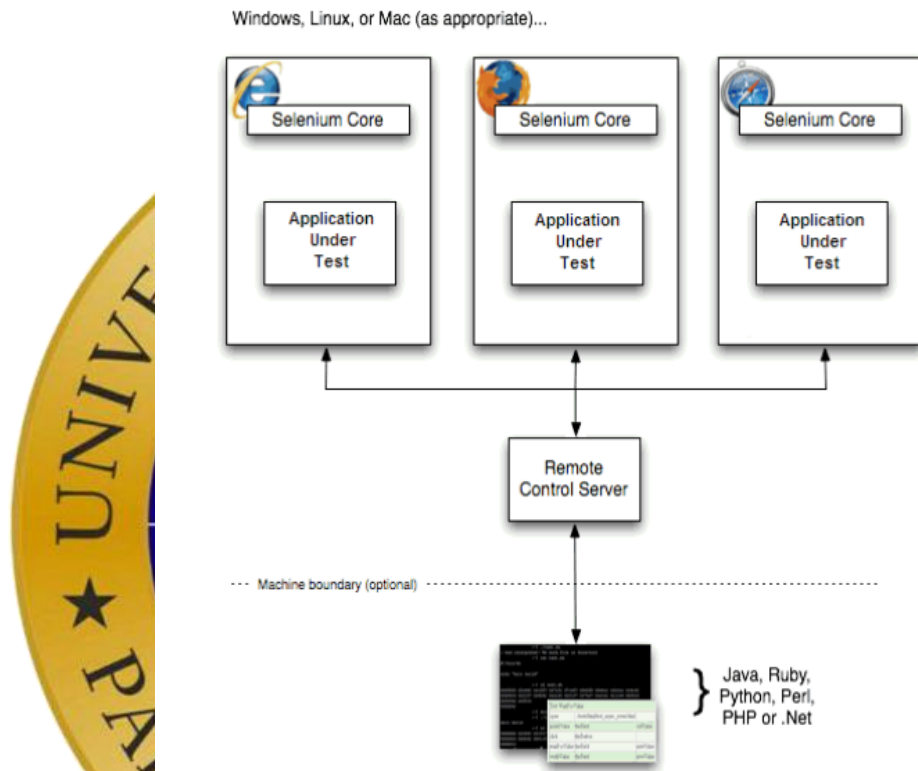 Windows, Linux, or Mac (as appropriate)...
Selenium Core
Selenium Core
Selenium Core
Application
Under
Test
Application
Under
Test
Application
Under
Test
UNIVE
PA
Remote
Control Server
Machine boundary (optional)
Java, Ruby,
Python, Perl,
PHP or .Net